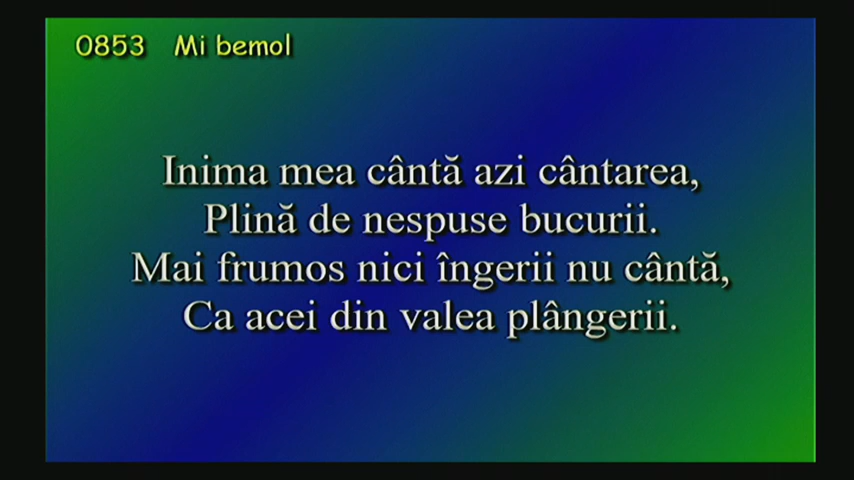 0853 Mi bemol
Inima mea cântă azi cântarea,
Plină de nespuse bucurii.
Mai frumos nici îngerii nu cântă,
Ca acei din valea plângerii.